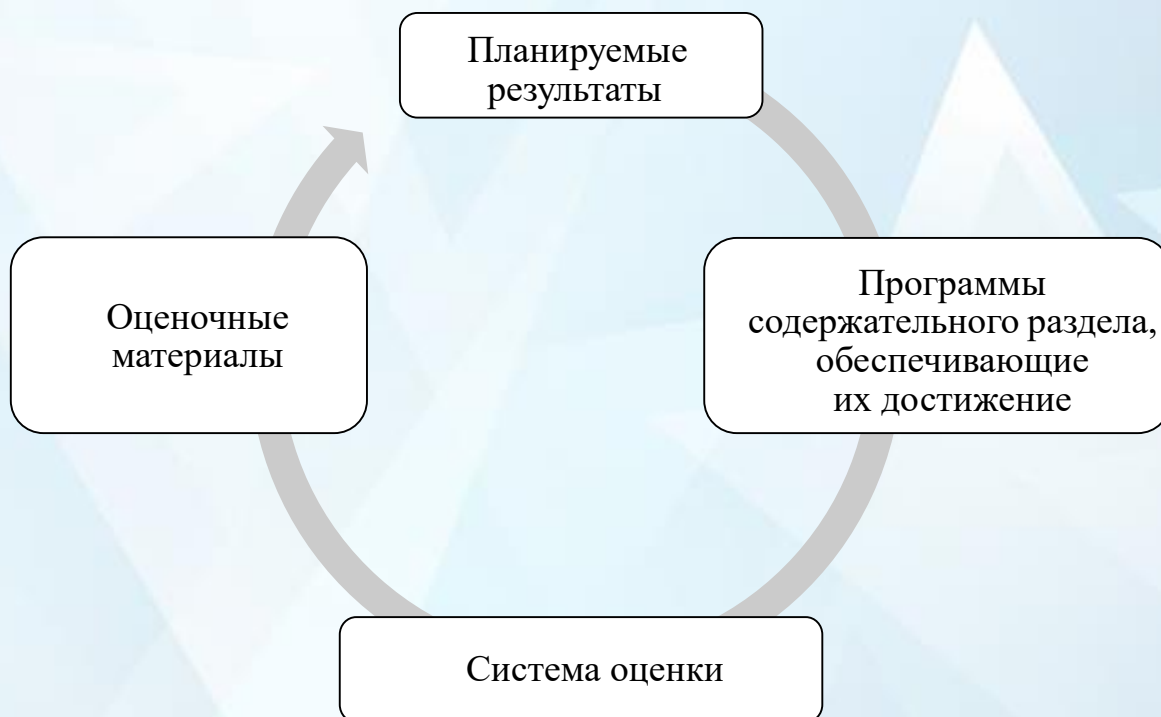 Планируемые
результаты
Оценочные
материалы
Программы
содержательного раздела,
обеспечивающие
их достижение
Система оценки